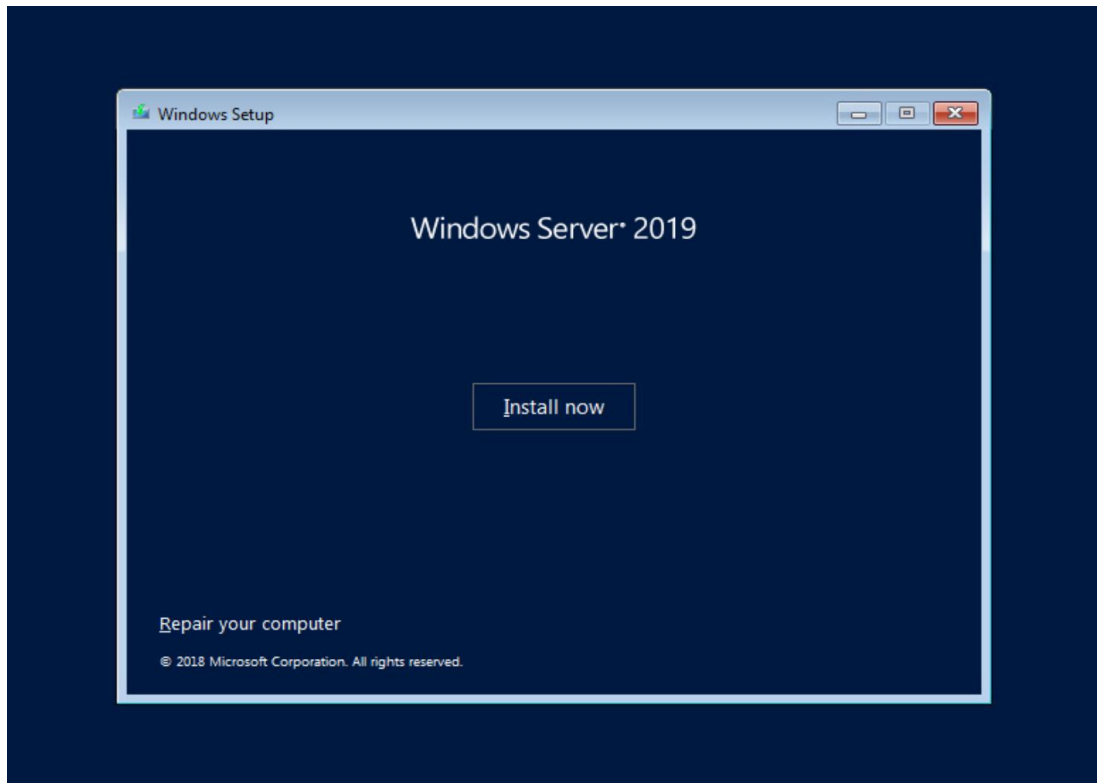 Windows Setup
Windows Server® 2019
Install now
Repair your computer
© 2018 Microsoft Corporation. All rights reserved.